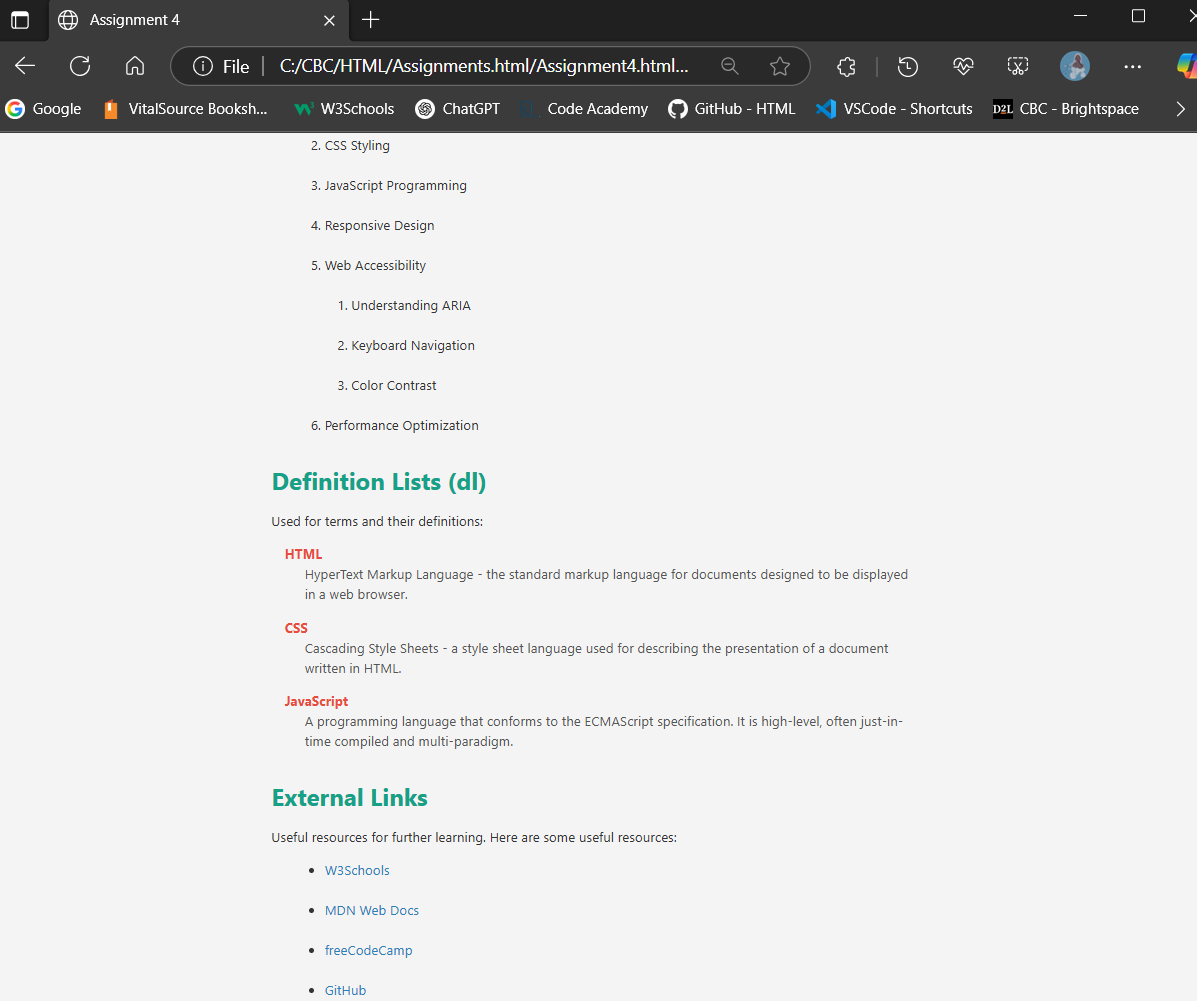 Assignment 4
File
C:/CBC/HTML/Assignments.html/Assignment4.html...
Google
VitalSource Booksh...
W3Schools
ChatGPT
Code Academy
GitHub - HTML
VSCode - Shortcuts
D2L
CBC - Brightspace
2. CSS Styling
3. JavaScript Programming
4. Responsive Design
5. Web Accessibility
1. Understanding ARIA
2. Keyboard Navigation
3. Color Contrast
6. Performance Optimization
Definition Lists (dl)
Used for terms and their definitions:
HTML
HyperText Markup Language - the standard markup language for documents designed to be displayed
in a web browser.
CSS
Cascading Style Sheets - a style sheet language used for describing the presentation of a document
written in HTML.
JavaScript
A programming language that conforms to the ECMAScript specification. It is high-level, often just-in-
time compiled and multi-paradigm.
External Links
Useful resources for further learning. Here are some useful resources:
• W3Schools
• MDN Web Docs
• freeCodeCamp
• GitHub